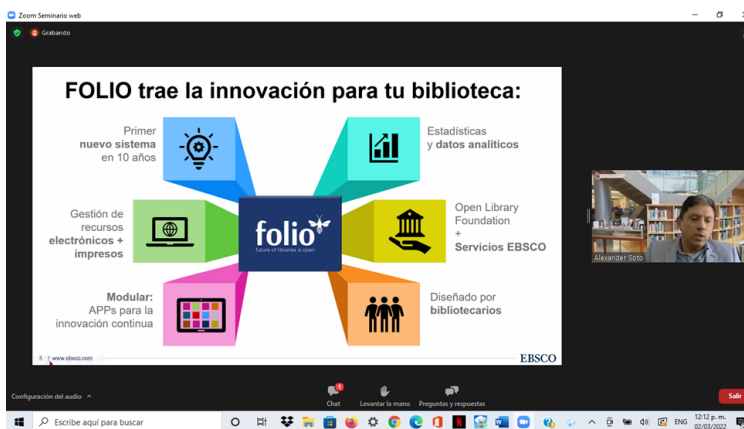 Zoom Seminario web
Grabando
FOLIO trae la innovación para tu biblioteca:
Primer
nuevo sistema
en 10 años
Estadísticas
y datos analíticos
Gestión de
recursos
electrónicos +
impresos
folio
future of libraries is open
Open Library
Foundation
+
Servicios EBSCO
Modular:
APPs para la
innovación continua
Diseñado por
bibliotecarios
www.ebsco.com
EBSCO
Alexander Soto
Configuración del audio
1
Chat
Levantar la mano
Preguntas y respuestas
Salir
Escribe aquí para buscar
ENG
12:12 p. m.
02/03/2022